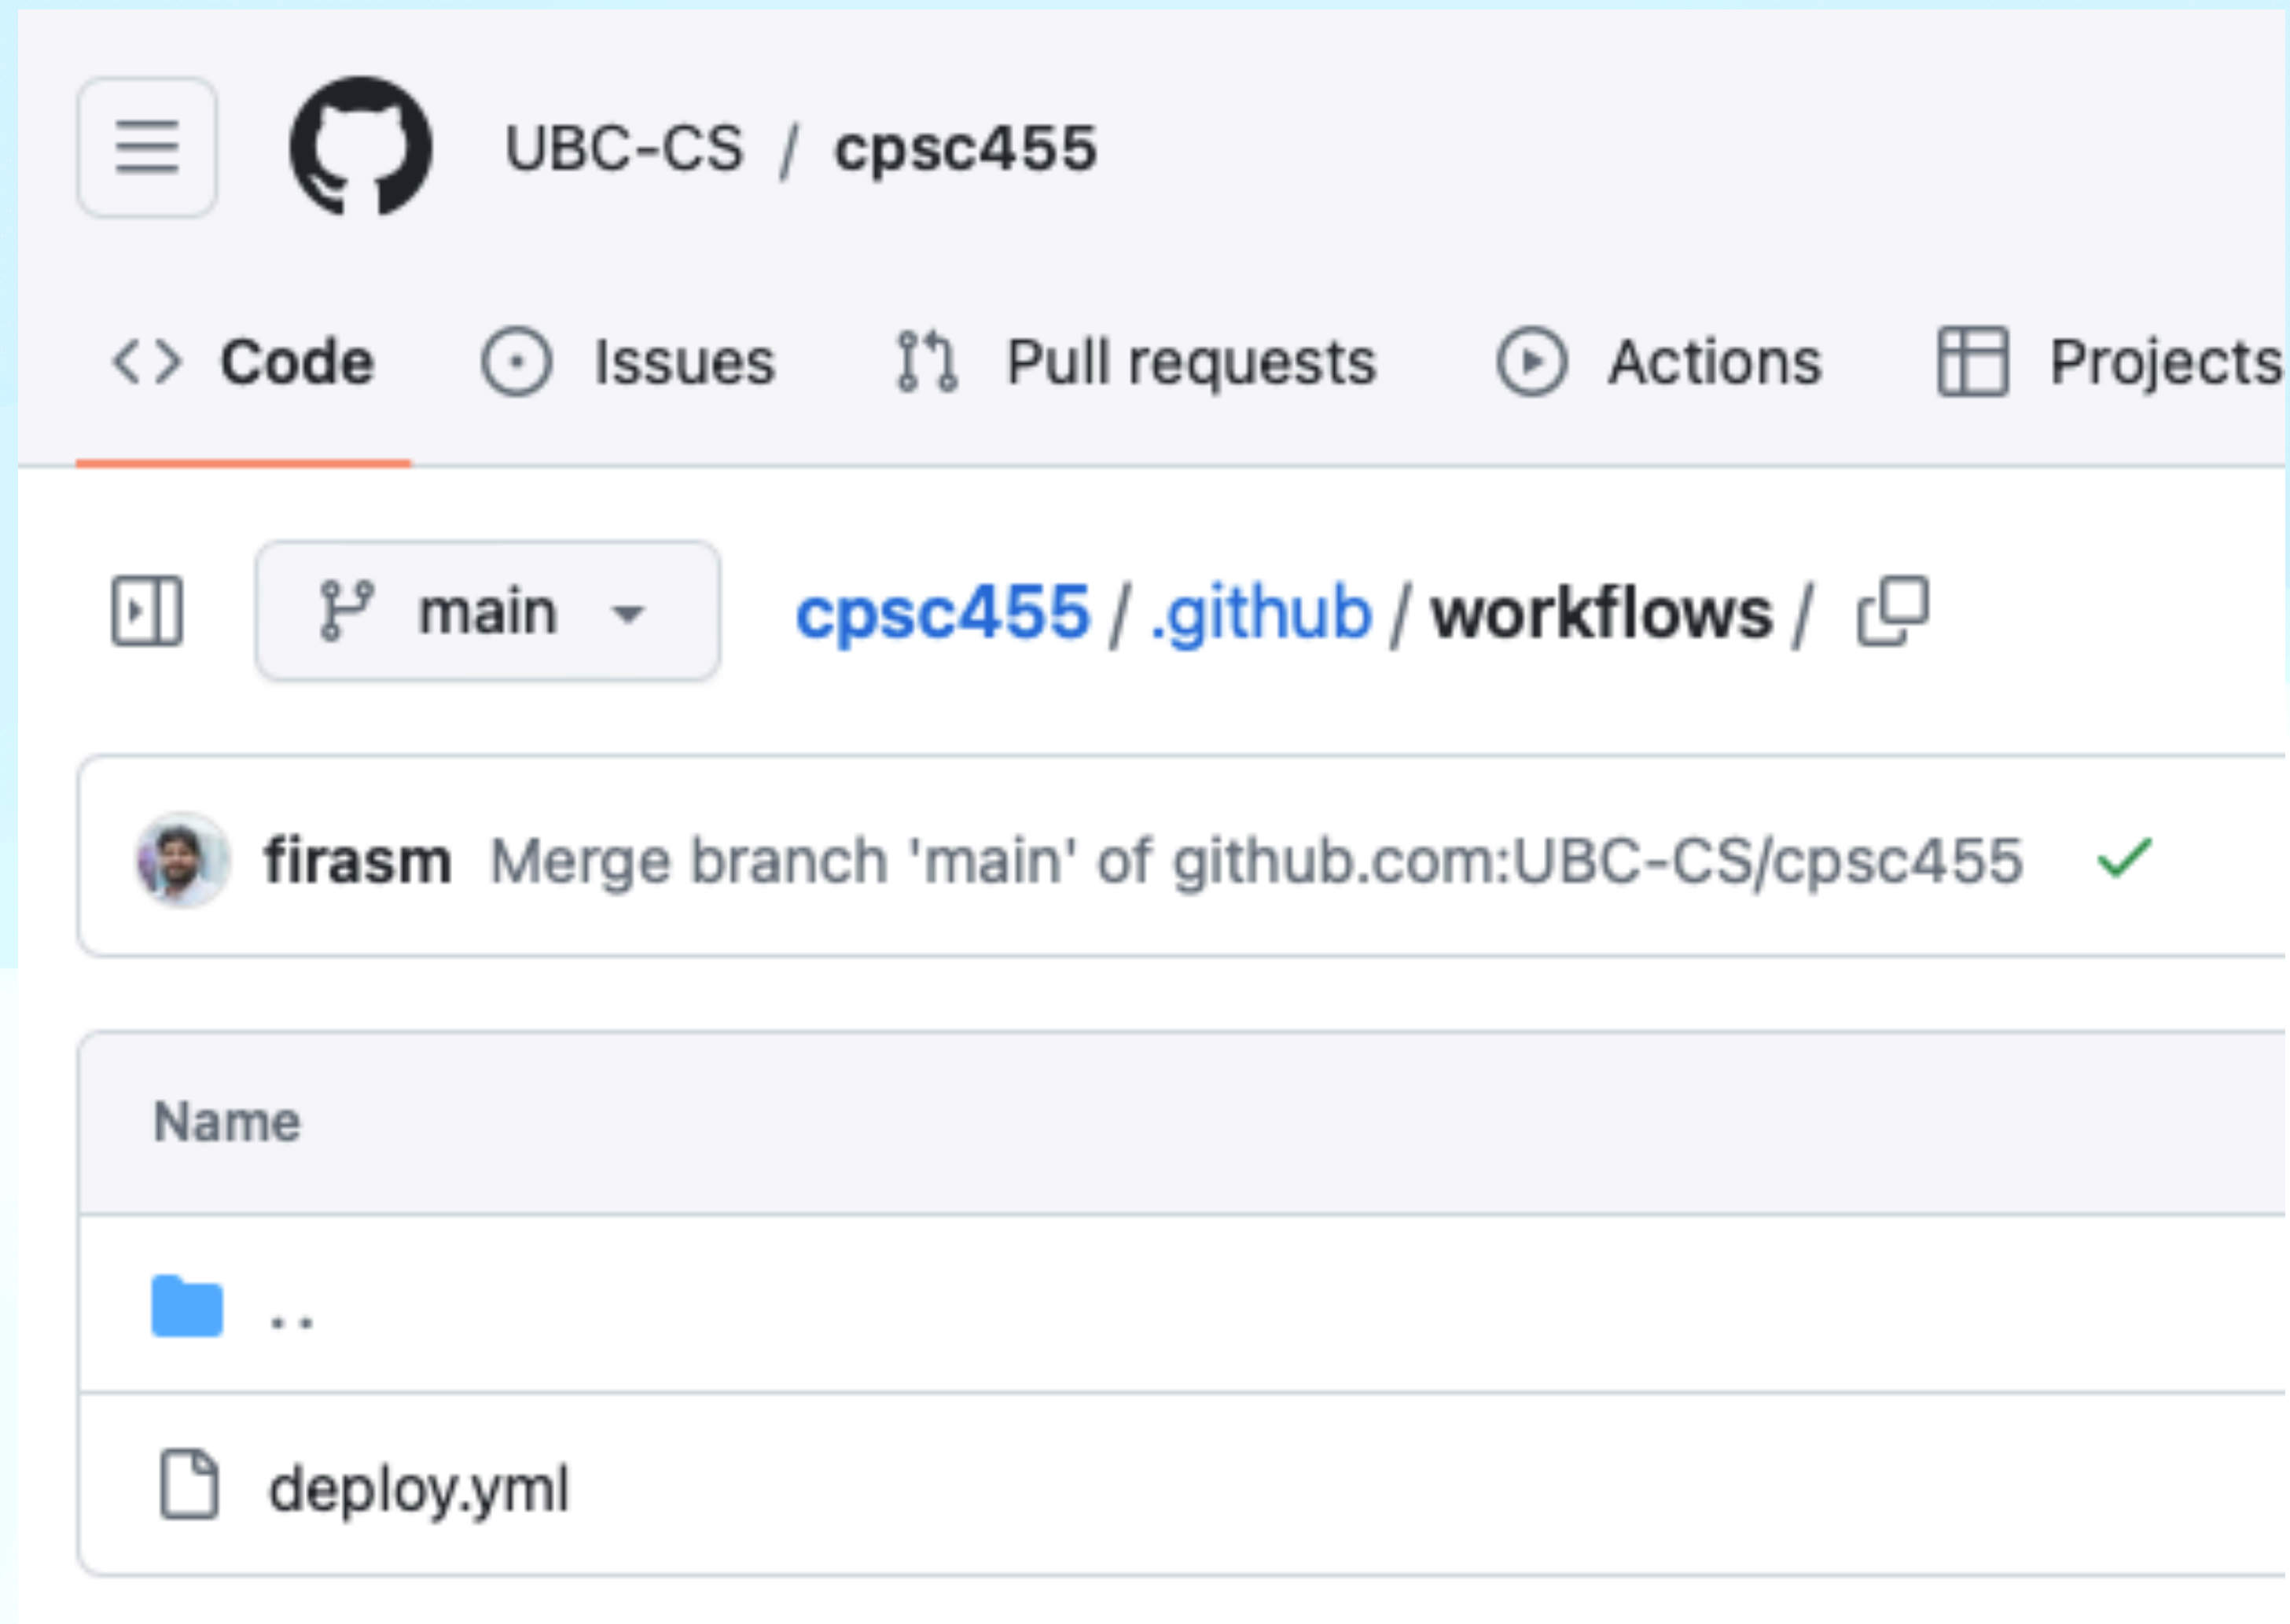 UBC-CS / cpsc455
Code Issues Pull requests Actions Projects
main cpsc455 / .github / workflows /
firasm Merge branch 'main' of github.com:UBC-CS/cpsc455
Name
..
deploy.yml